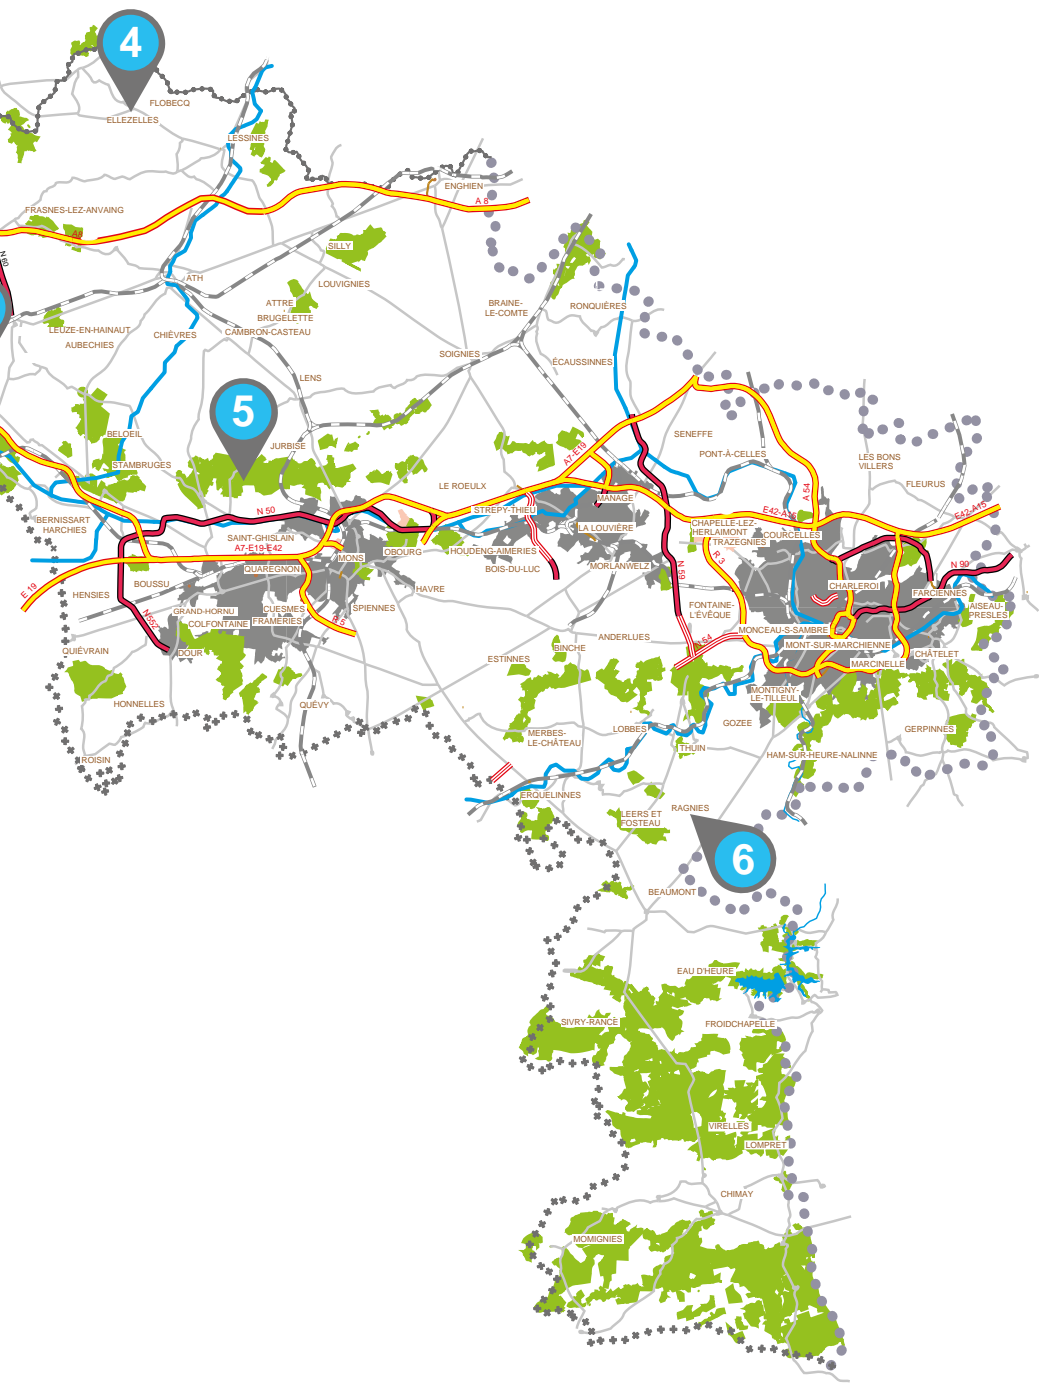 4
FLOBECQ
ELLEZELLES
LESSINES
ENGHIEN
A 8
FRASNES-LEZ-ANVAING
A8
N 60
SILLY
ATH
LOUVIGNIES
ATTRE
BRUGELETTE
CAMBRON-CASTEAU
BRAINE-
LE-COMTE
RONQUIÈRES
LEUZE-EN-HAINAUT
AUBECHIES
CHIÈVRES
SOIGNIES
ÉCAUSSINNES
LENS
5
BELOEIL
JURBISE
STAMBRUGES
SENEFFE
PONT-À-CELLES
LES BONS
VILLERS
A7-E19
FLEURUS
LE ROEULX
A 54
MANAGE
STREPY-THIEU
N 50
BERNISSART
HARCHIES
E42-A15
E42-A15
LA LOUVIÈRE
CHAPELLE-LEZ-
HERLAIMONT
TRAZEGNIES
COURCELLES
SAINT-GHISLAIN
A7-E19-E42
OBOURG
HOUDENG-AIMERIES
MONS
QUAREGNON
BOIS-DU-LUC
MORLANWELZ
R 3
N 59
N 90
E 19
BOUSSU
HENSIES
HAVRE
CHARLEROI
FARCIENNES
AISEAU-
PRESLES
GRAND-HORNU
COLFONTAINE
CUESMES
FRAMERIES
SPIENNES
R 5
N552
FONTAINE-
L'ÉVÊQUE
MONCEAU-S-SAMBRE
ANDERLUES
N 54
MONT-SUR-MARCHIENNE
QUIÉVRAIN
DOUR
BINCHE
ESTINNES
CHÂTELET
MARCINELLE
MONTIGNY-
LE-TILLEUL
HONNELLES
QUÉVY
GOZEE
LOBBES
GERPINNES
MERBES-
LE-CHÂTEAU
THUIN
HAM-SUR-HEURE-NALINNE
ROISIN
ERQUELINNES
RAGNIES
LEERS ET
FOSTEAU
6
BEAUMONT
EAU D'HEURE
SIVRY-RANCE
FROIDCHAPELLE
VIRELLES
LOMPRET
CHIMAY
MOMIGNIES